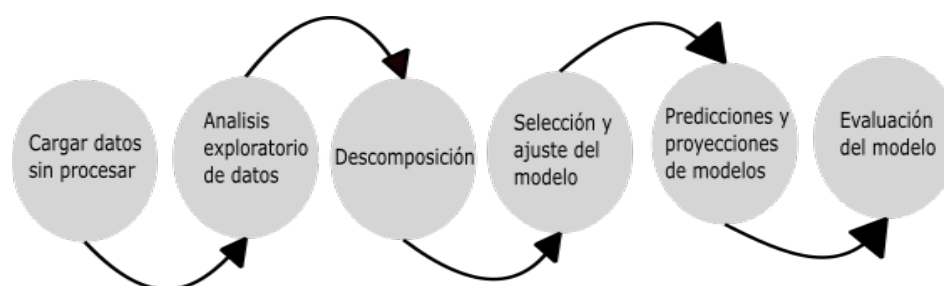 Cargar datos
sin procesar
Analisis
exploratorio
de datos
Descomposición
Selección y
ajuste del
modelo
Predicciones y
proyecciones
de modelos
Evaluación
del modelo